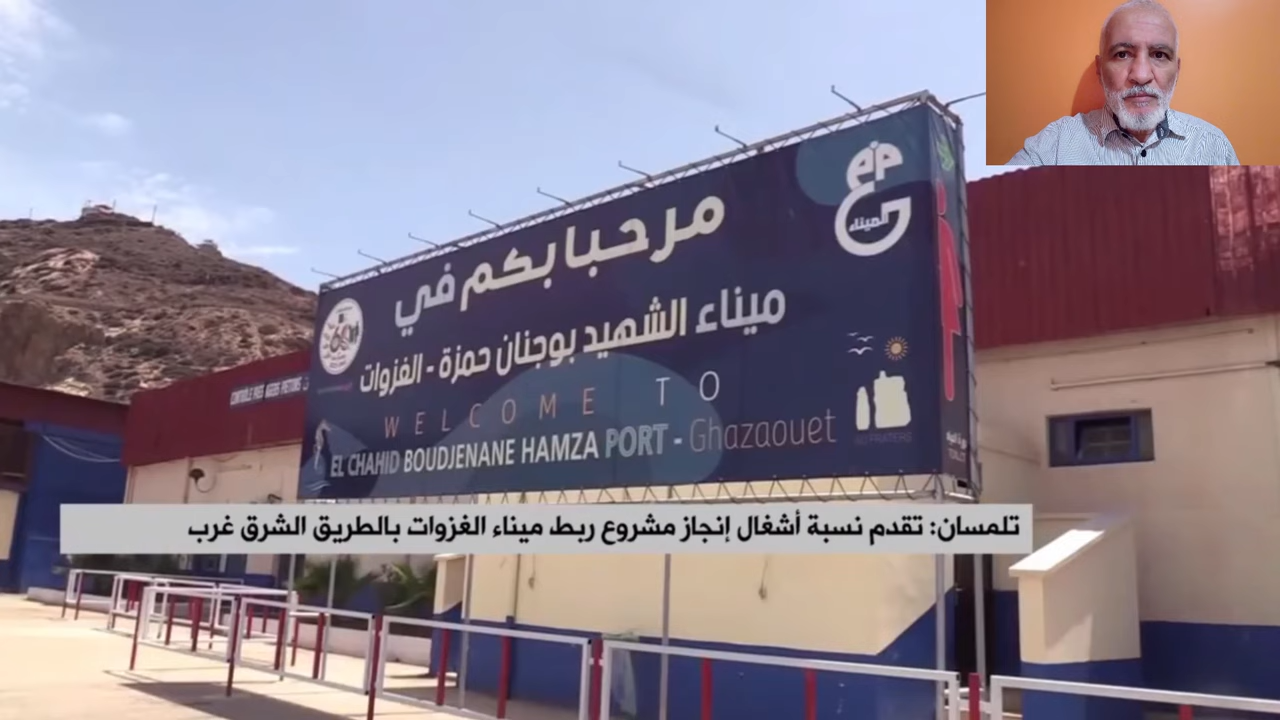 مرحبا بكم في
ميناء الشهيد بوجنان حمزة - الغزوات
WELCOME TO
EL CHAHID BOUDJENANE HAMZA PORT - Ghazaouet
الميناء
تلمسان: تقدم نسبة أشغال إنجاز مشروع ربط ميناء الغزوات بالطريق الشرق غرب